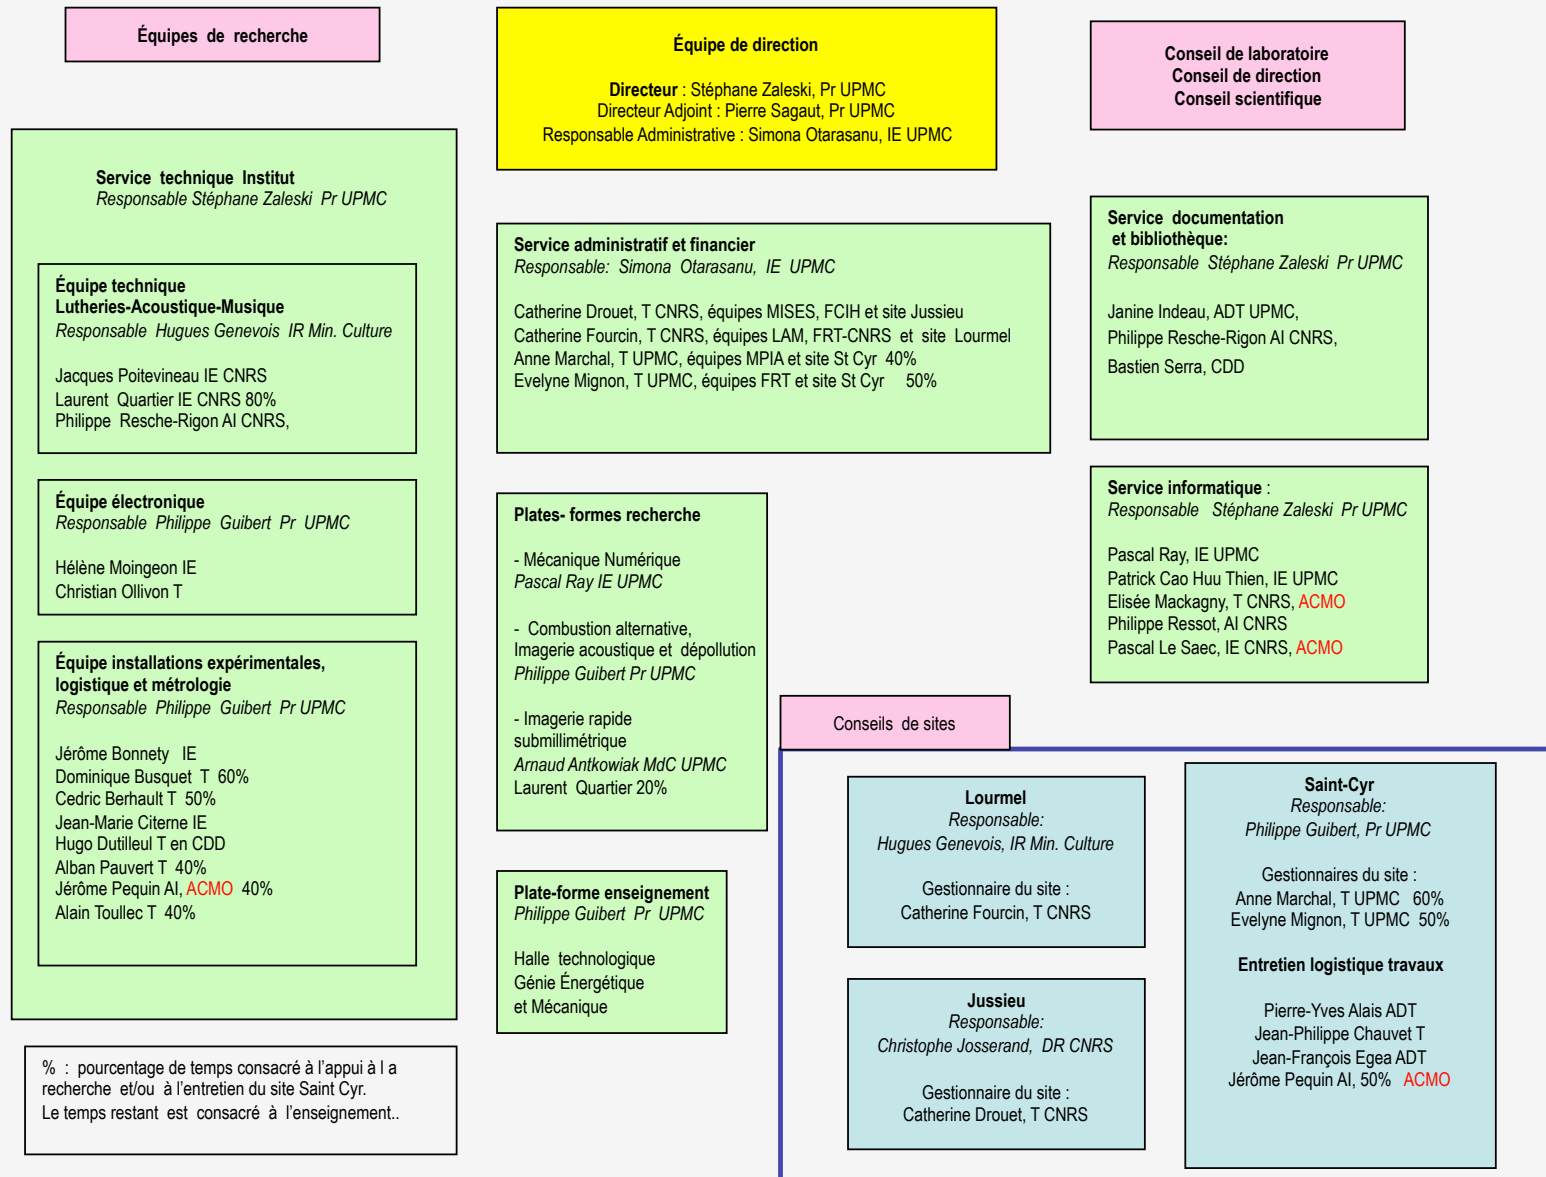 Équipes de recherche
Équipe de direction
Directeur : Stéphane Zaleski, Pr UPMC
Directeur Adjoint : Pierre Sagaut, Pr UPMC
Responsable Administrative : Simona Otarasanu, IE UPMC
Conseil de laboratoire
Conseil de direction
Conseil scientifique
Service technique Institut
Responsable Stéphane Zaleski Pr UPMC
Équipe technique
Lutheries-Acoustique-Musique
Responsable Hugues Genevois IR Min. Culture
Jacques Poitevineau IE CNRS
Laurent Quartier IE CNRS 80%
Philippe Resche-Rigon AI CNRS,
Équipe électronique
Responsable Philippe Guibert Pr UPMC
Hélène Moingeon IE
Christian Ollivon T
Équipe installations expérimentales,
logistique et métrologie
Responsable Philippe Guibert Pr UPMC
Jérôme Bonnety IE
Dominique Busquet T 60%
Cedric Berhault T 50%
Jean-Marie Citerne IE
Hugo Dutilleul T en CDD
Alban Pauvert T 40%
Jérôme Pequin AI, ACMO 40%
Alain Toullec T 40%
% : pourcentage de temps consacré à l'appui à l a
recherche et/ou à l'entretien du site Saint Cyr.
Le temps restant est consacré à l'enseignement..
Service administratif et financier
Responsable: Simona Otarasanu, IE UPMC
Catherine Drouet, T CNRS, équipes MISES, FCIH et site Jussieu
Catherine Fourcin, T CNRS, équipes LAM, FRT-CNRS et site Lourmel
Anne Marchal, T UPMC, équipes MPIA et site St Cyr 40%
Evelyne Mignon, T UPMC, équipes FRT et site St Cyr 50%
Plates- formes recherche
- Mécanique Numérique
Pascal Ray IE UPMC
- Combustion alternative,
Imagerie acoustique et dépollution
Philippe Guibert Pr UPMC
- Imagerie rapide
submillimétrique
Arnaud Antkowiak MdC UPMC
Laurent Quartier 20%
Plate-forme enseignement
Philippe Guibert Pr UPMC
Halle technologique
Génie Énergétique
et Mécanique
Service documentation
et bibliothèque:
Responsable Stéphane Zaleski Pr UPMC
Janine Indeau, ADT UPMC,
Philippe Resche-Rigon AI CNRS,
Bastien Serra, CDD
Service informatique :
Responsable Stéphane Zaleski Pr UPMC
Pascal Ray, IE UPMC
Patrick Cao Huu Thien, IE UPMC
Elisée Mackagny, T CNRS, ACMO
Philippe Ressot, AI CNRS
Pascal Le Saec, IE CNRS, ACMO
Conseils de sites
Lourmel
Responsable:
Hugues Genevois, IR Min. Culture
Gestionnaire du site :
Catherine Fourcin, T CNRS
Jussieu
Responsable:
Christophe Josserand, DR CNRS
Gestionnaire du site :
Catherine Drouet, T CNRS
Saint-Cyr
Responsable:
Philippe Guibert, Pr UPMC
Gestionnaires du site :
Anne Marchal, T UPMC 60%
Evelyne Mignon, T UPMC 50%
Entretien logistique travaux
Pierre-Yves Alais ADT
Jean-Philippe Chauvet T
Jean-François Egea ADT
Jérôme Pequin AI, 50% ACMO